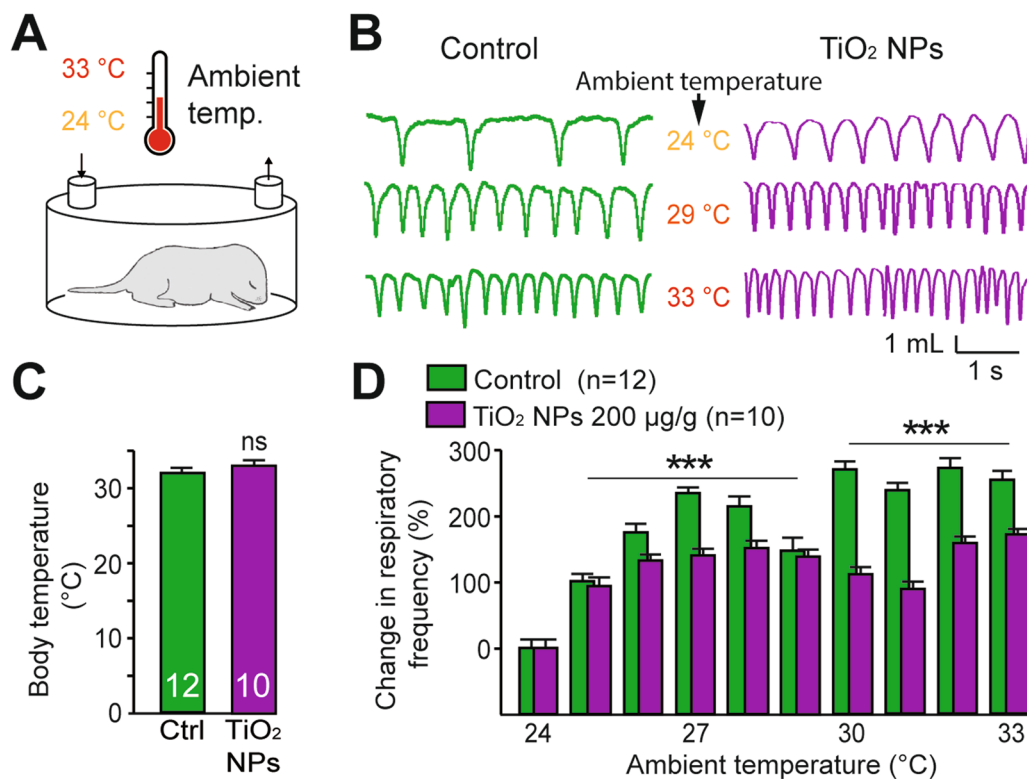 A
33 °C
24 °C
Ambient
temp.
B
Control
TiO₂ NPs
Ambient temperature
24 °C
29 °C
33 °C
1 mL
1 s
C
Body temperature
(°C)
30
20
10
0
ns
12
10
Ctrl
TiO₂
NPs
D
Control (n=12)
TiO₂ NPs 200 µg/g (n=10)
Change in respiratory
frequency (%)
300
200
100
0
***
***
24
27
30
33
Ambient temperature (°C)